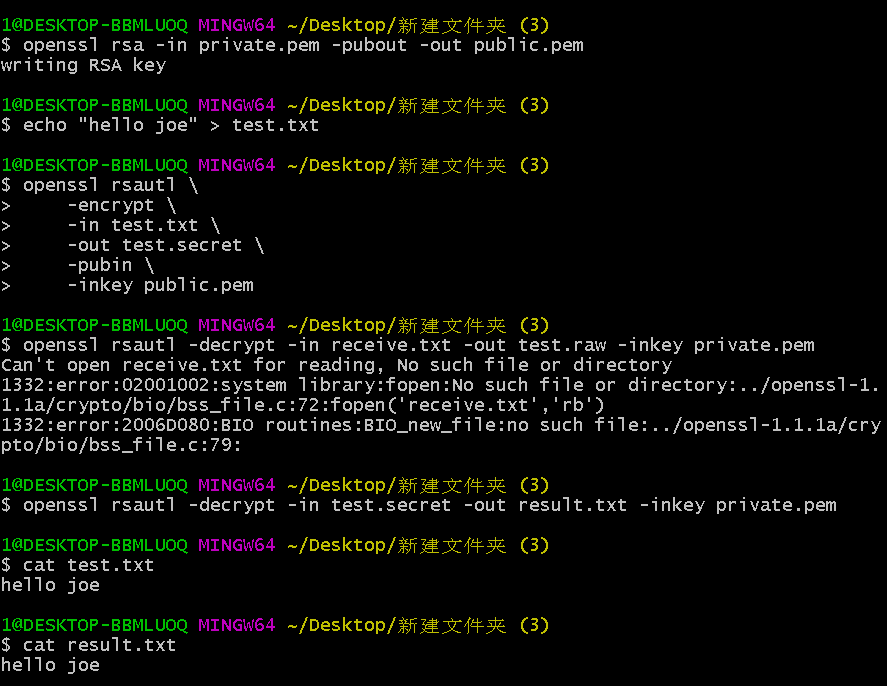 1@DESKTOP-BBMLUOQ MINGW64 ~/Desktop/新建文件夹 (3)
$ openssl rsa -in private.pem -pubout -out public.pem
writing RSA key
1@DESKTOP-BBMLUOQ MINGW64 ~/Desktop/新建文件夹 (3)
$ echo "hello joe" > test.txt
1@DESKTOP-BBMLUOQ MINGW64 ~/Desktop/新建文件夹 (3)
$ openssl rsautl \
>     -encrypt \
>     -in test.txt \
>     -out test.secret \
>     -pubin \
>     -inkey public.pem
1@DESKTOP-BBMLUOQ MINGW64 ~/Desktop/新建文件夹 (3)
$ openssl rsautl -decrypt -in receive.txt -out test.raw -inkey private.pem
Can't open receive.txt for reading, No such file or directory
1332:error:02001002:system library:fopen:No such file or directory:../openssl-1.
1.1a/crypto/bio/bss_file.c:72:fopen('receive.txt','rb')
1332:error:2006D080:BIO routines:BIO_new_file:no such file:../openssl-1.1.1a/cry
pto/bio/bss_file.c:79:
1@DESKTOP-BBMLUOQ MINGW64 ~/Desktop/新建文件夹 (3)
$ openssl rsautl -decrypt -in test.secret -out result.txt -inkey private.pem
1@DESKTOP-BBMLUOQ MINGW64 ~/Desktop/新建文件夹 (3)
$ cat test.txt
hello joe
1@DESKTOP-BBMLUOQ MINGW64 ~/Desktop/新建文件夹 (3)
$ cat result.txt
hello joe